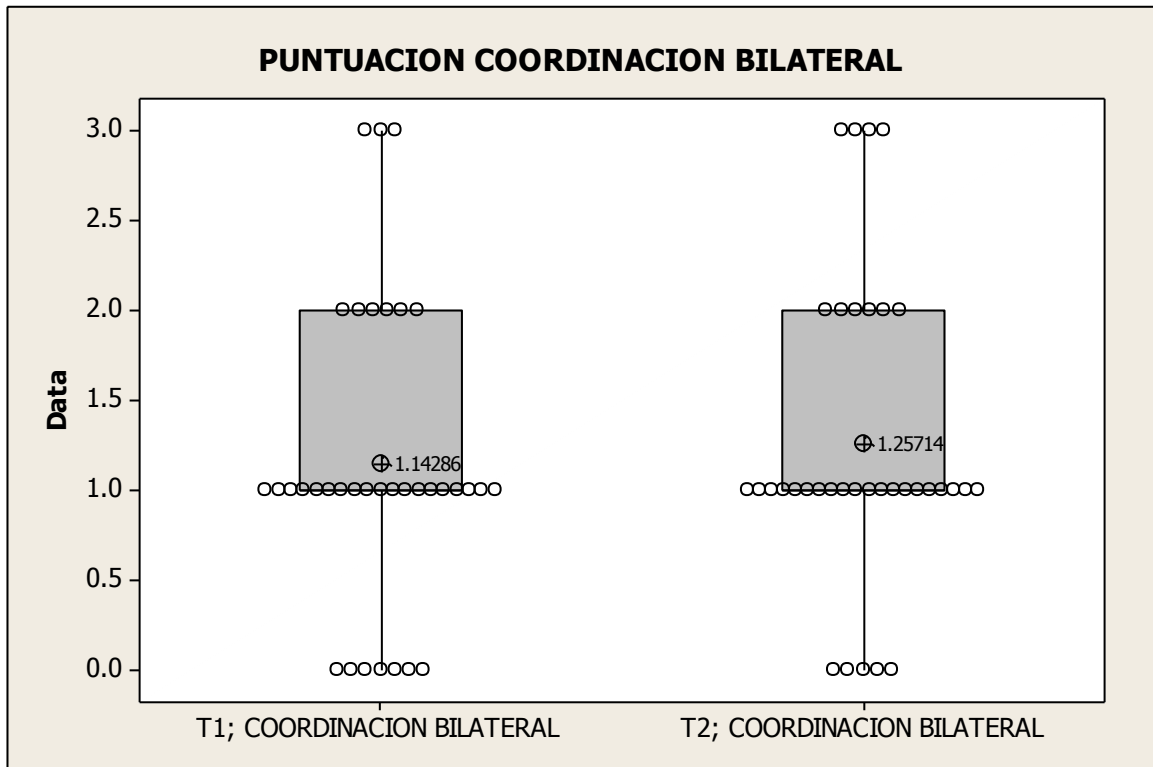 PUNTUACION COORDINACION BILATERAL
3.0
2.5
2.0
1.5
1.0
0.5
0.0
Data
1.14286
1.25714
T1; COORDINACION BILATERAL
T2; COORDINACION BILATERAL